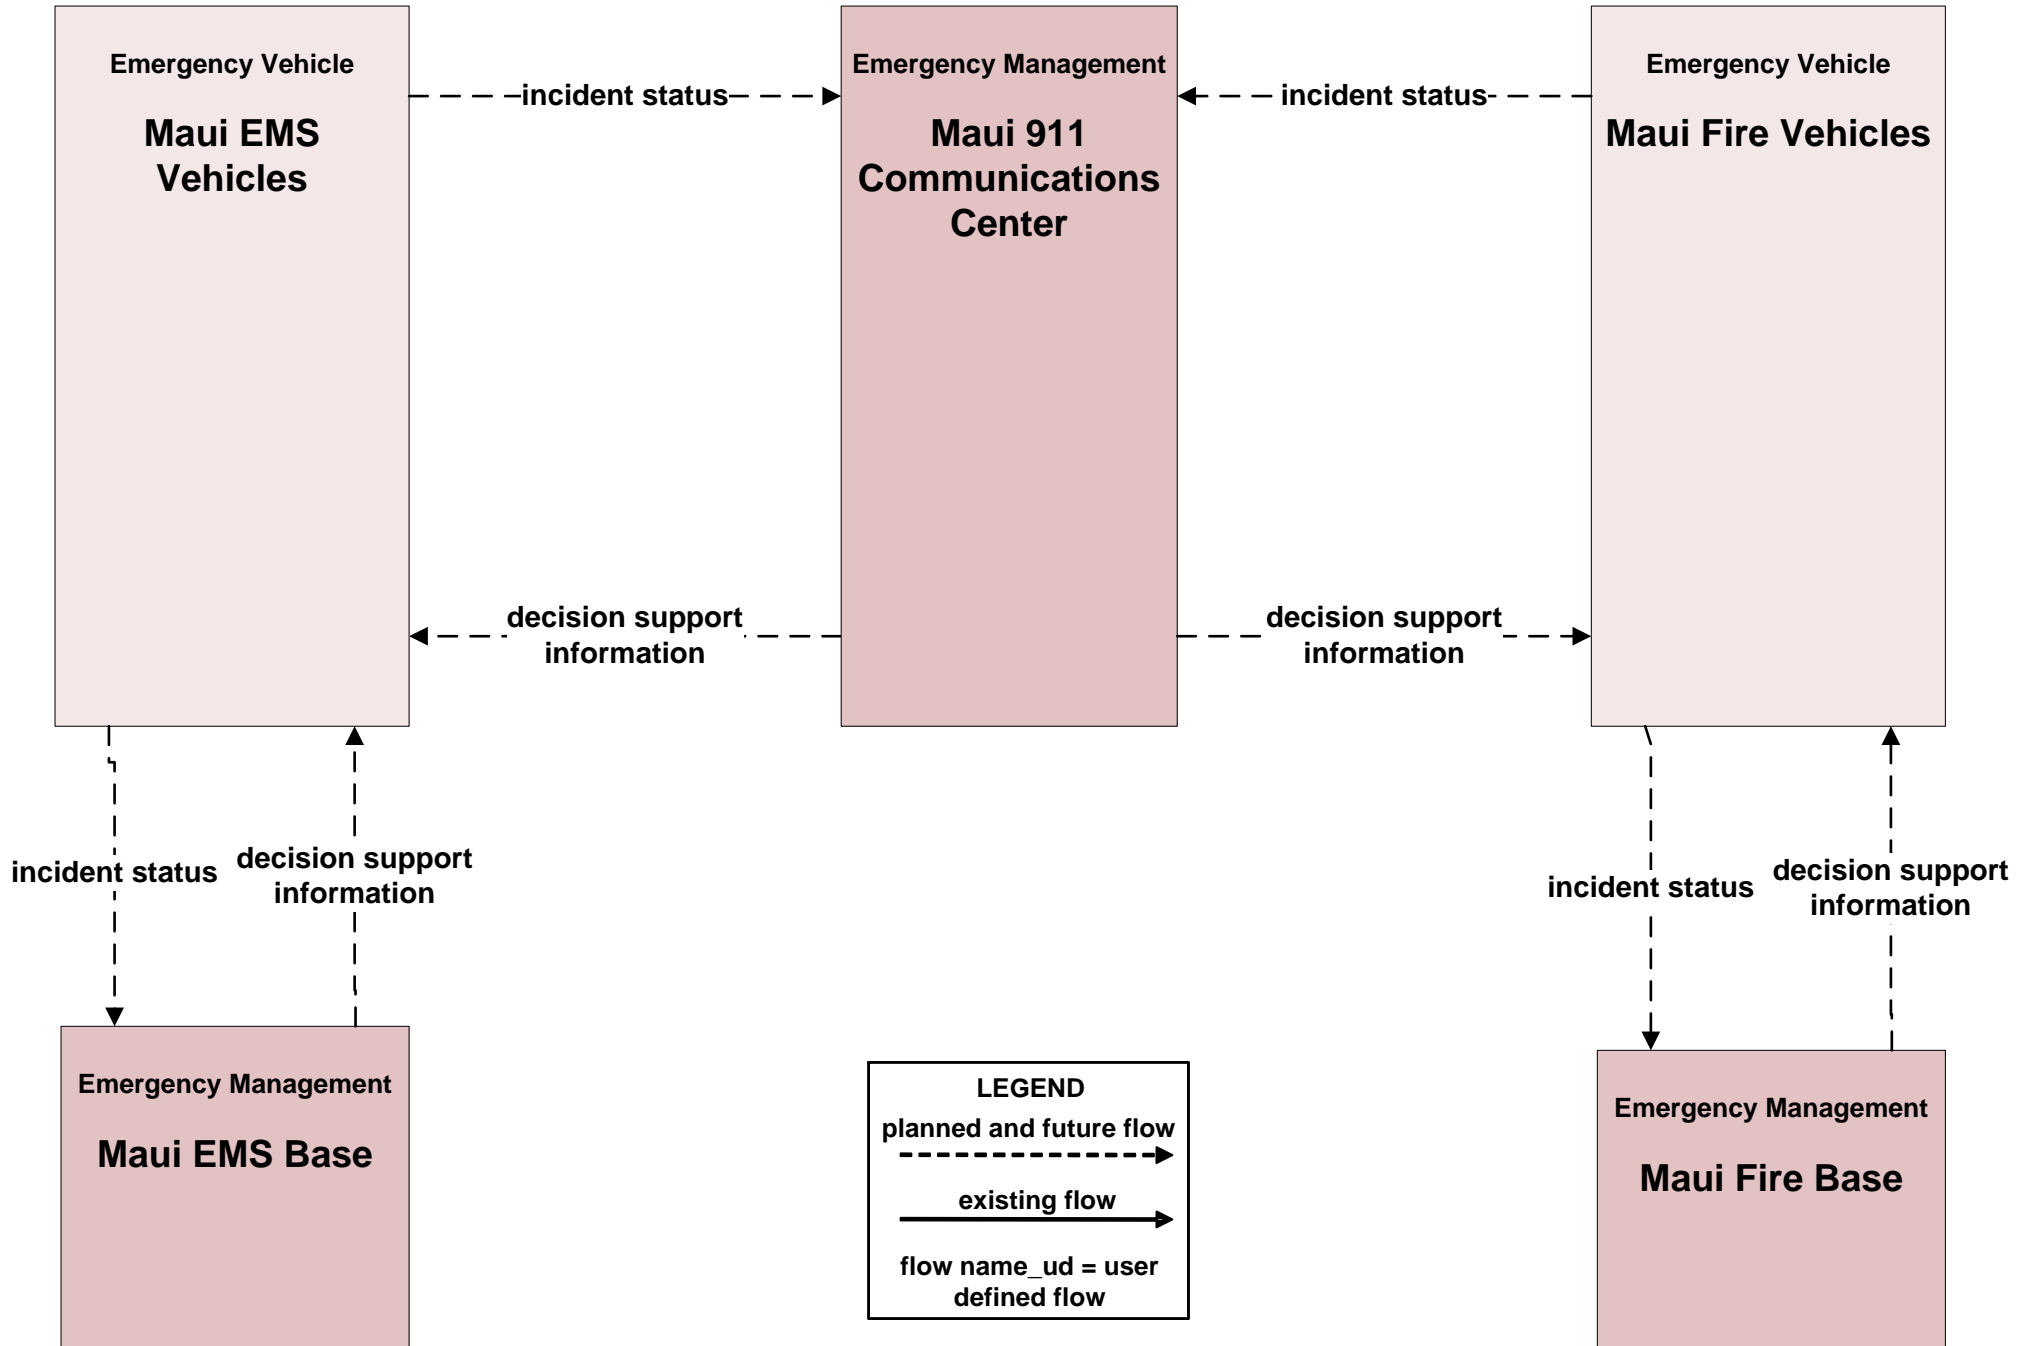 Emergency Vehicle
Maui EMS
Vehicles
incident status
Emergency Management
Maui 911
Communications
Center
incident status
Emergency Vehicle
Maui Fire Vehicles
decision support
information
decision support
information
incident status
decision support
information
incident status
decision support
information
Emergency Management
Maui EMS Base
LEGEND
planned and future flow
existing flow
flow name_ud = user
defined flow
Emergency Management
Maui Fire Base